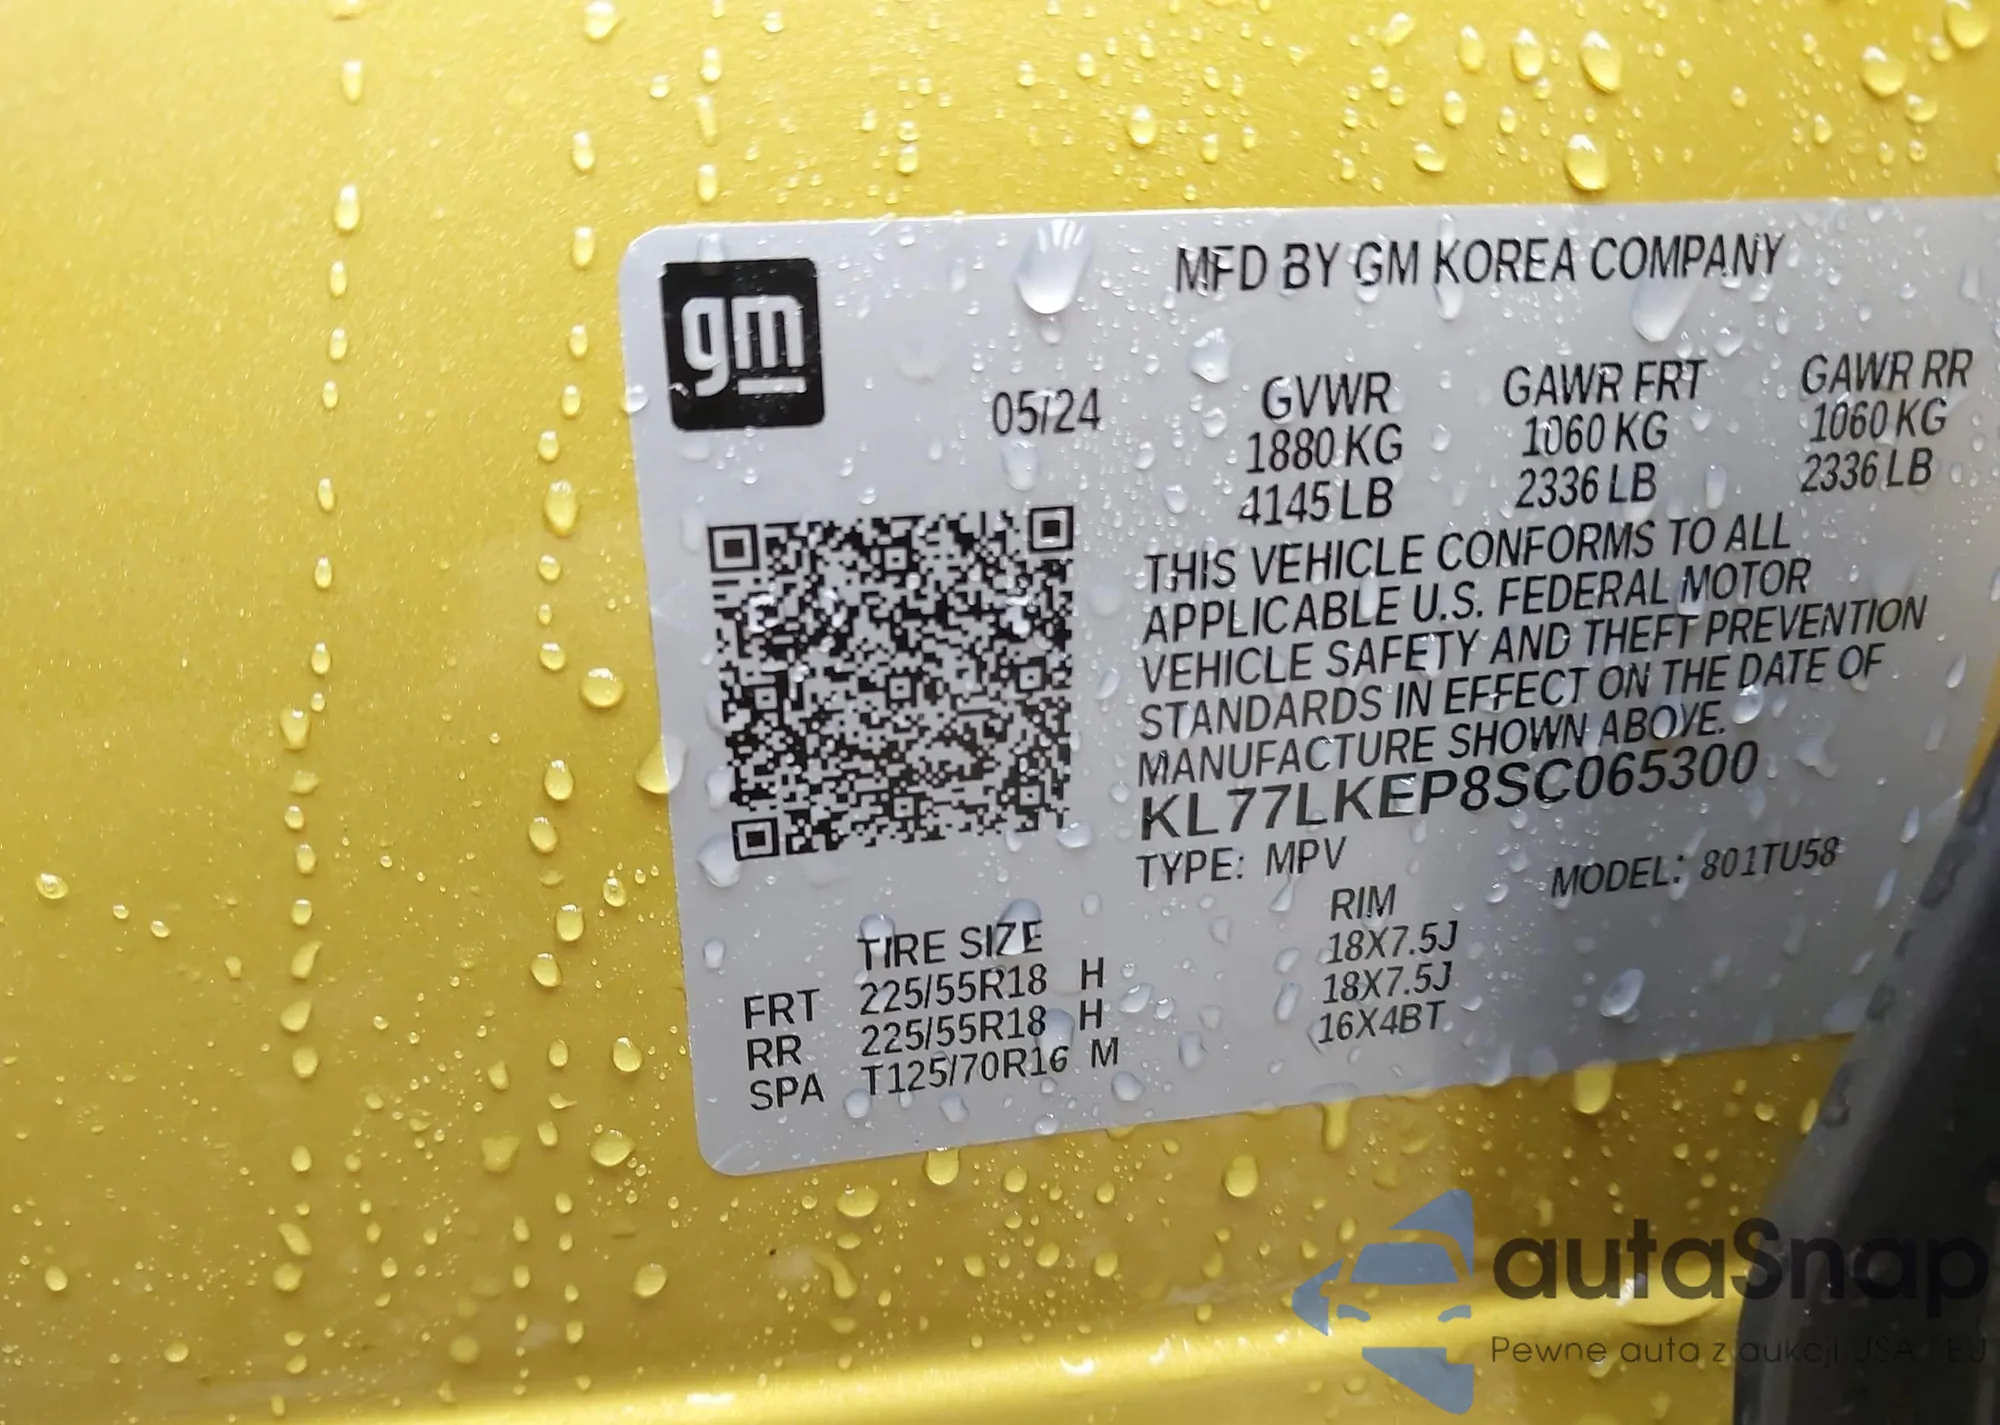 gm
MFD BY GM KOREA COMPANY
05/24
GVWR GAWR FRT GAWR RR
1880 KG 1060 KG 1060 KG
4145 LB 2336 LB 2336 LB
THIS VEHICLE CONFORMS TO ALL
APPLICABLE U.S. FEDERAL MOTOR
VEHICLE SAFETY AND THEFT PREVENTION
STANDARDS IN EFFECT ON THE DATE OF
MANUFACTURE SHOWN ABOVE.
KL77LKEP8SC065300
TYPE: MPV MODEL: 801TU58
TIRE SIZE RIM
FRT 225/55R18 H 18X7.5J
RR 225/55R18 H 18X7.5J
SPA T125/70R16 M 16X4BT
autaSnap
Pewne auta z aukcji USA / EU